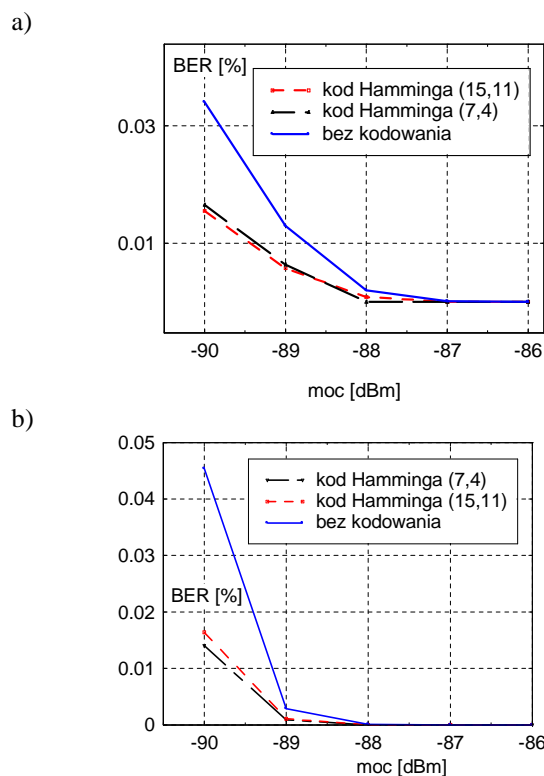 a)
BER [%]
kod Hamminga (15,11)
kod Hamminga (7,4)
bez kodowania
0.03
0.01
-90 -89 -88 -87 -86
moc [dBm]
b)
0.05
kod Hamminga (7,4)
kod Hamminga (15,11)
bez kodowania
0.04
0.03
BER [%]
0.02
0.01
0
-90 -89 -88 -87 -86
moc [dBm]